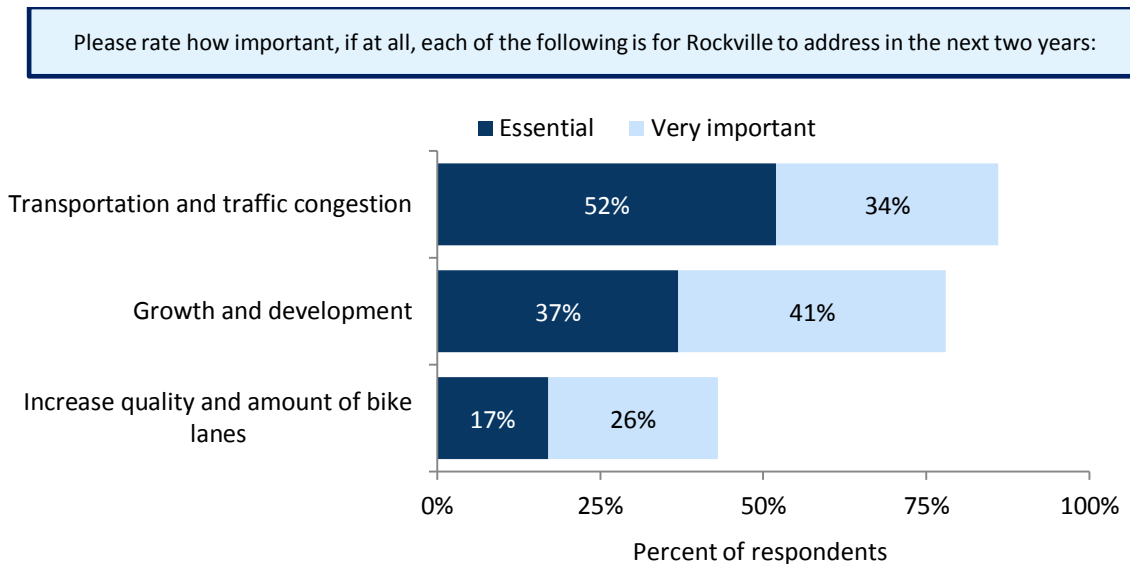 Please rate how important, if at all, each of the following is for Rockville to address in the next two years:
Essential
Very important
Transportation and traffic congestion
52%
34%
Growth and development
37%
41%
Increase quality and amount of bike
lanes
17%
26%
0%
25%
50%
75%
100%
Percent of respondents